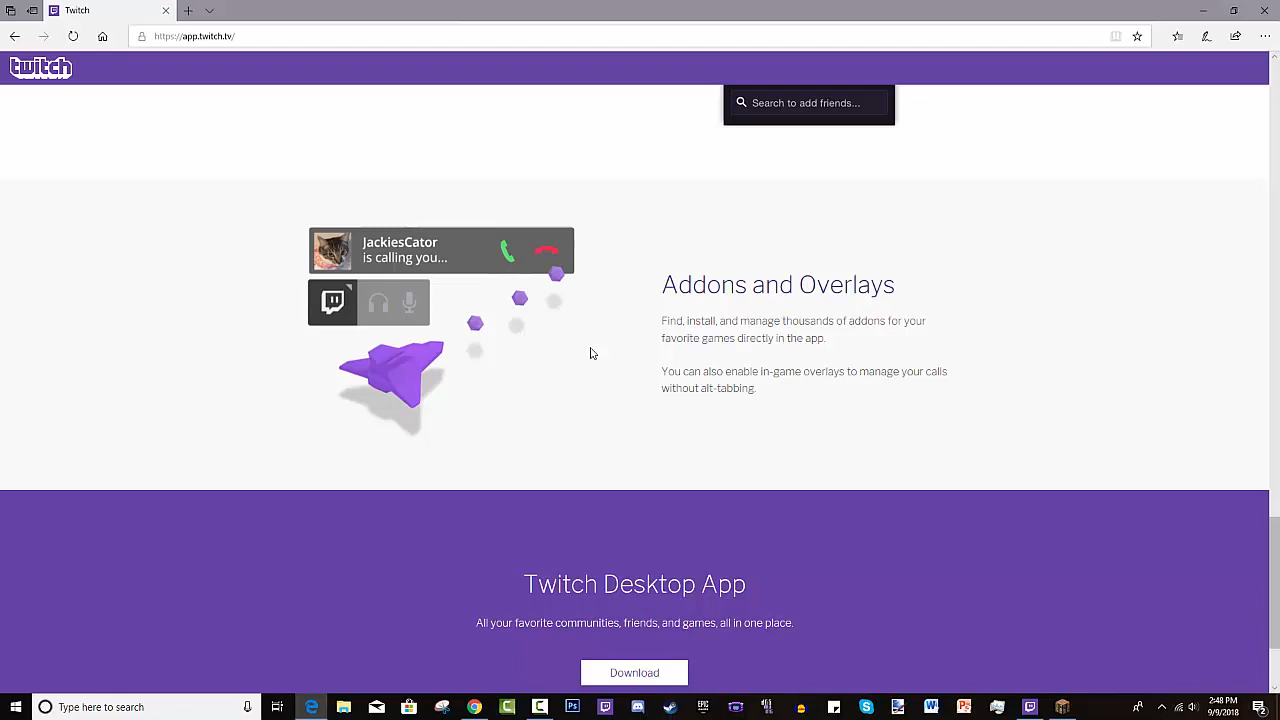 Twitch
https://app.twitch.tv/
twitch
Search to add friends...
JackiesCator
is calling you...
Addons and Overlays
Find, install, and manage thousands of addons for your
favorite games directly in the app.
You can also enable in-game overlays to manage your calls
without alt-tabbing.
Twitch Desktop App
All your favorite communities, friends, and games, all in one place.
Download
Type here to search
2:48 PM
9/9/2018